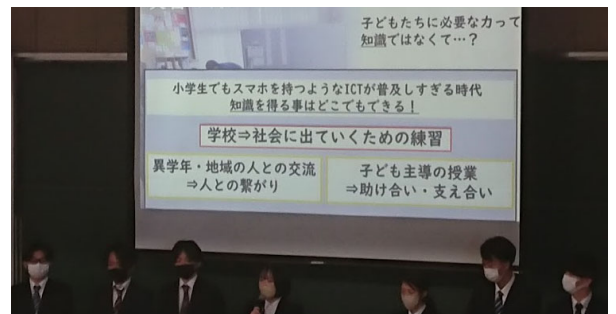 子どもたちに必要な力って
知識ではなくて…？
小学生でもスマホを持つようなICTが普及しすぎる時代
知識を得る事はどこでもできる！
学校⇒社会に出ていくための練習
異学年・地域の人との交流
⇒人との繋がり
子ども主導の授業
⇒助け合い・支え合い